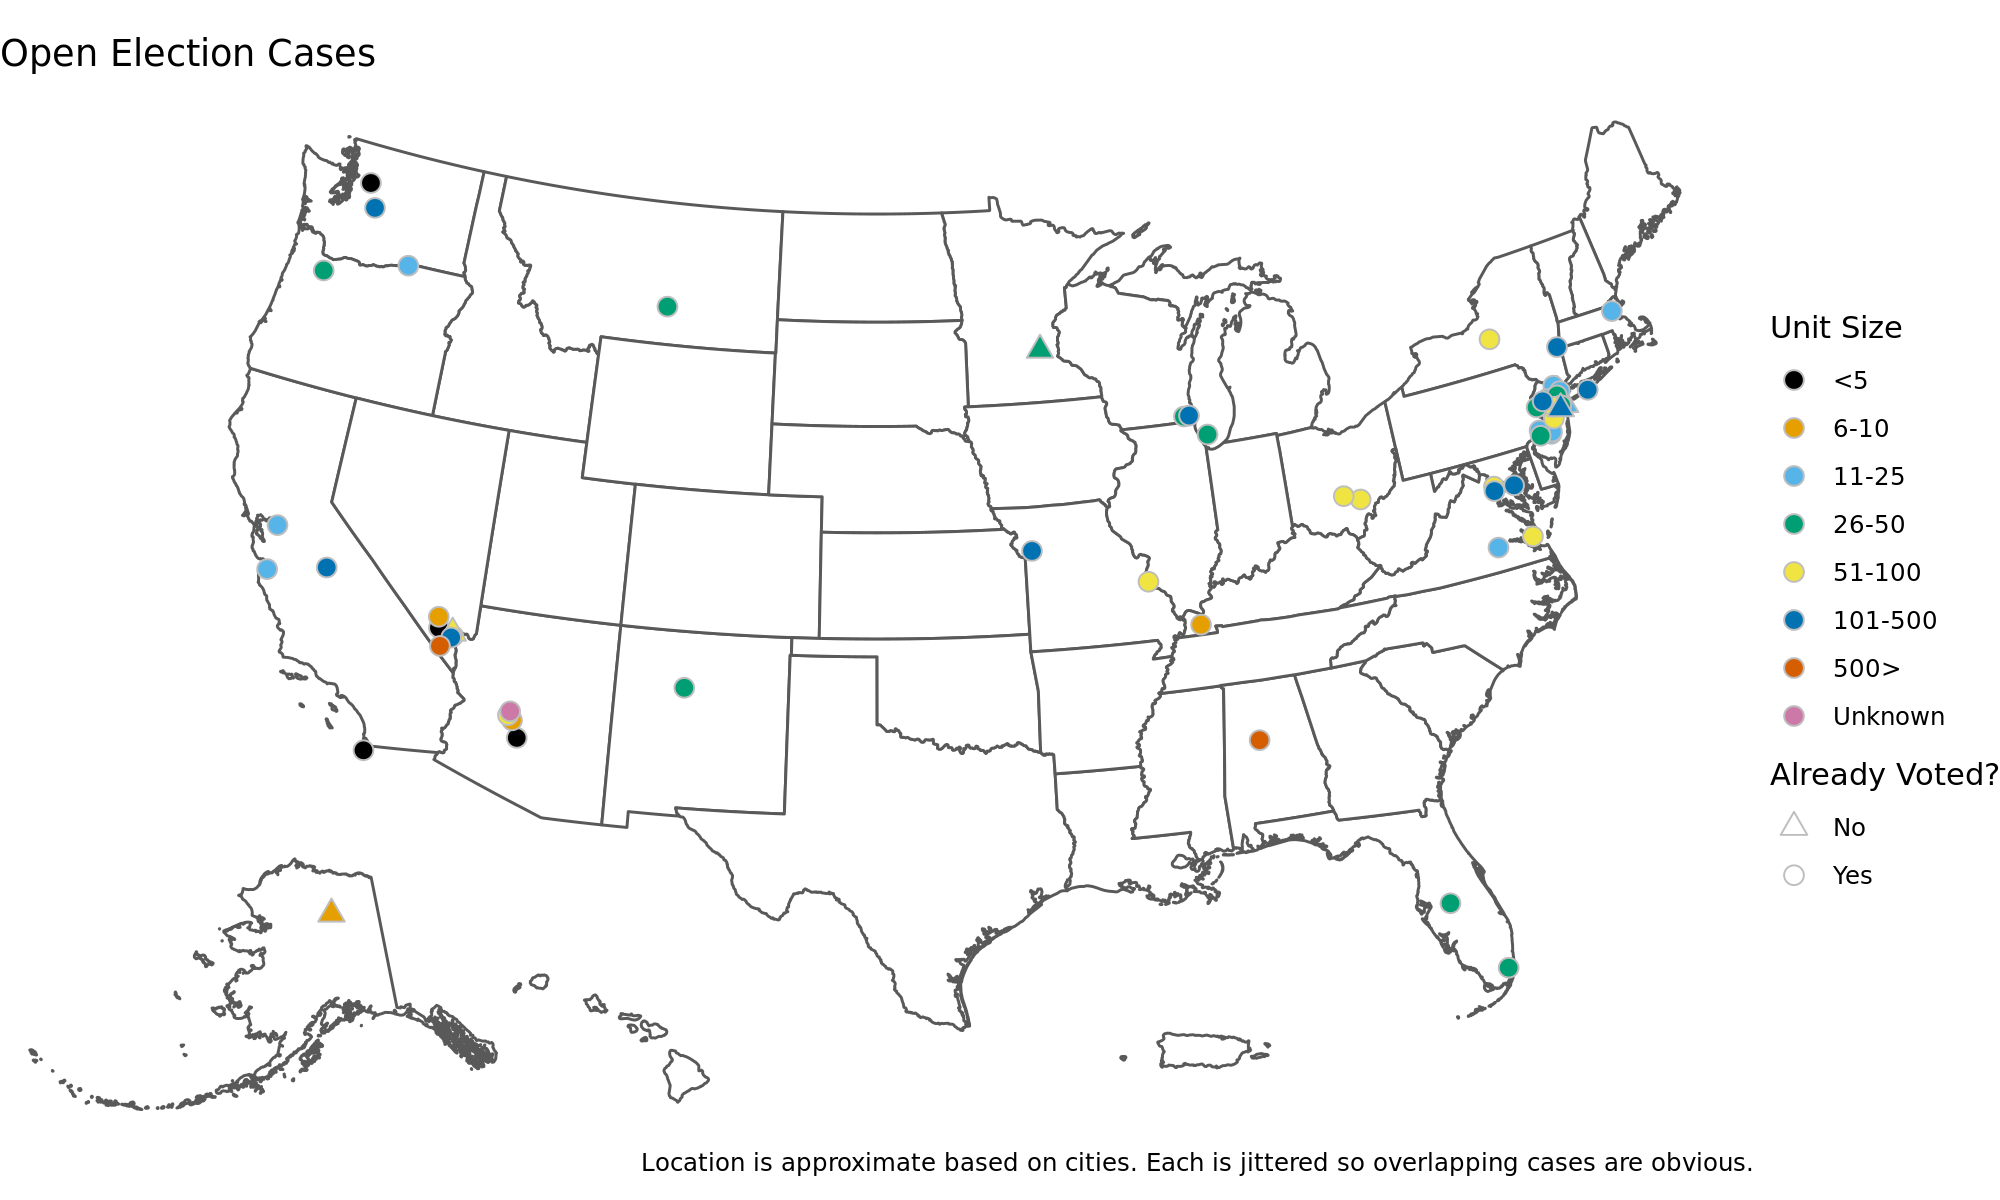 Open Election Cases
Unit Size
<5
6-10
11-25
26-50
51-100
101-500
500>
Unknown
Already Voted?
No
Yes
Location is approximate based on cities. Each is jittered so overlapping cases are obvious.